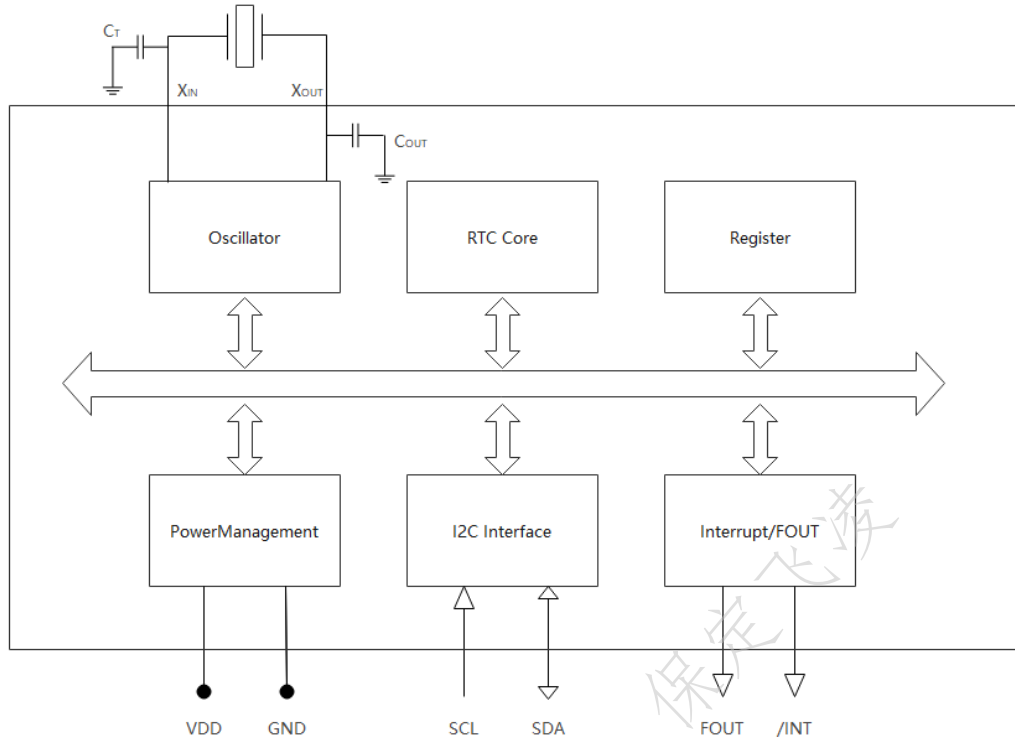 CT
XIN
XOUT
COUT
Oscillator
RTC Core
Register
PowerManagement
I2C Interface
Interrupt/FOUT
VDD
GND
SCL
SDA
FOUT
/INT
保定飞凌